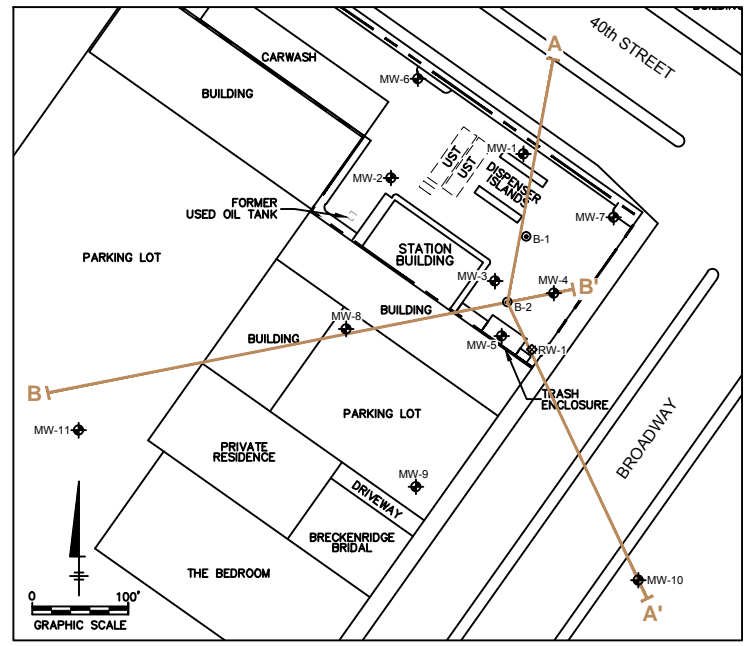 BUILDING
40th STREET
A
CARWASH
MW-6
BUILDING
MW-1
UST
UST
DISPENSER
ISLANDS
MW-2
FORMER
USED OIL TANK
MW-7
B-1
STATION
BUILDING
PARKING LOT
MW-3
MW-4
B'
B-2
BUILDING
MW-8
BUILDING
MW-5
RW-1
TRASH
ENCLOSURE
B
PARKING LOT
BROADWAY
MW-11
PRIVATE
RESIDENCE
MW-9
DRIVEWAY
BRECKENRIDGE
BRIDAL
THE BEDROOM
MW-10
A'
0
100'
GRAPHIC SCALE